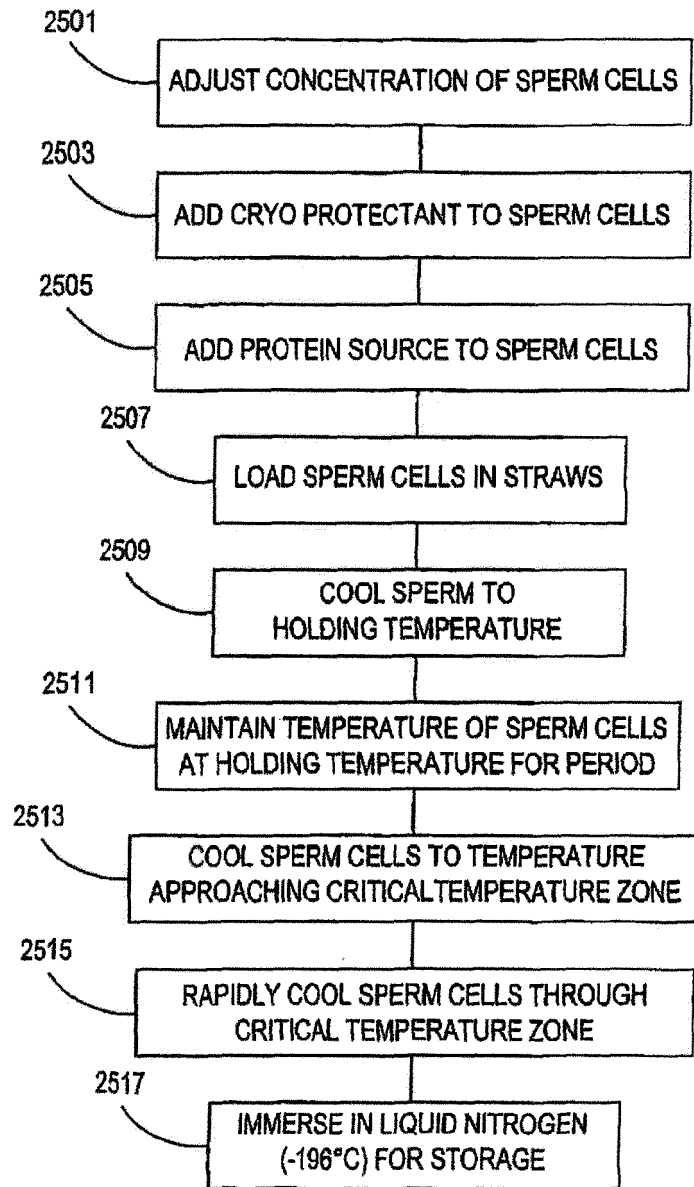 2501
ADJUST CONCENTRATION OF SPERM CELLS
2503
ADD CRYO PROTECTANT TO SPERM CELLS
2505
ADD PROTEIN SOURCE TO SPERM CELLS
2507
LOAD SPERM CELLS IN STRAWS
2509
COOL SPERM TO
HOLDING TEMPERATURE
2511
MAINTAIN TEMPERATURE OF SPERM CELLS
AT HOLDING TEMPERATURE FOR PERIOD
2513
COOL SPERM CELLS TO TEMPERATURE
APPROACHING CRITICALTEMPERATURE ZONE
2515
RAPIDLY COOL SPERM CELLS THROUGH
CRITICAL TEMPERATURE ZONE
2517
IMMERSE IN LIQUID NITROGEN
(-196°C) FOR STORAGE